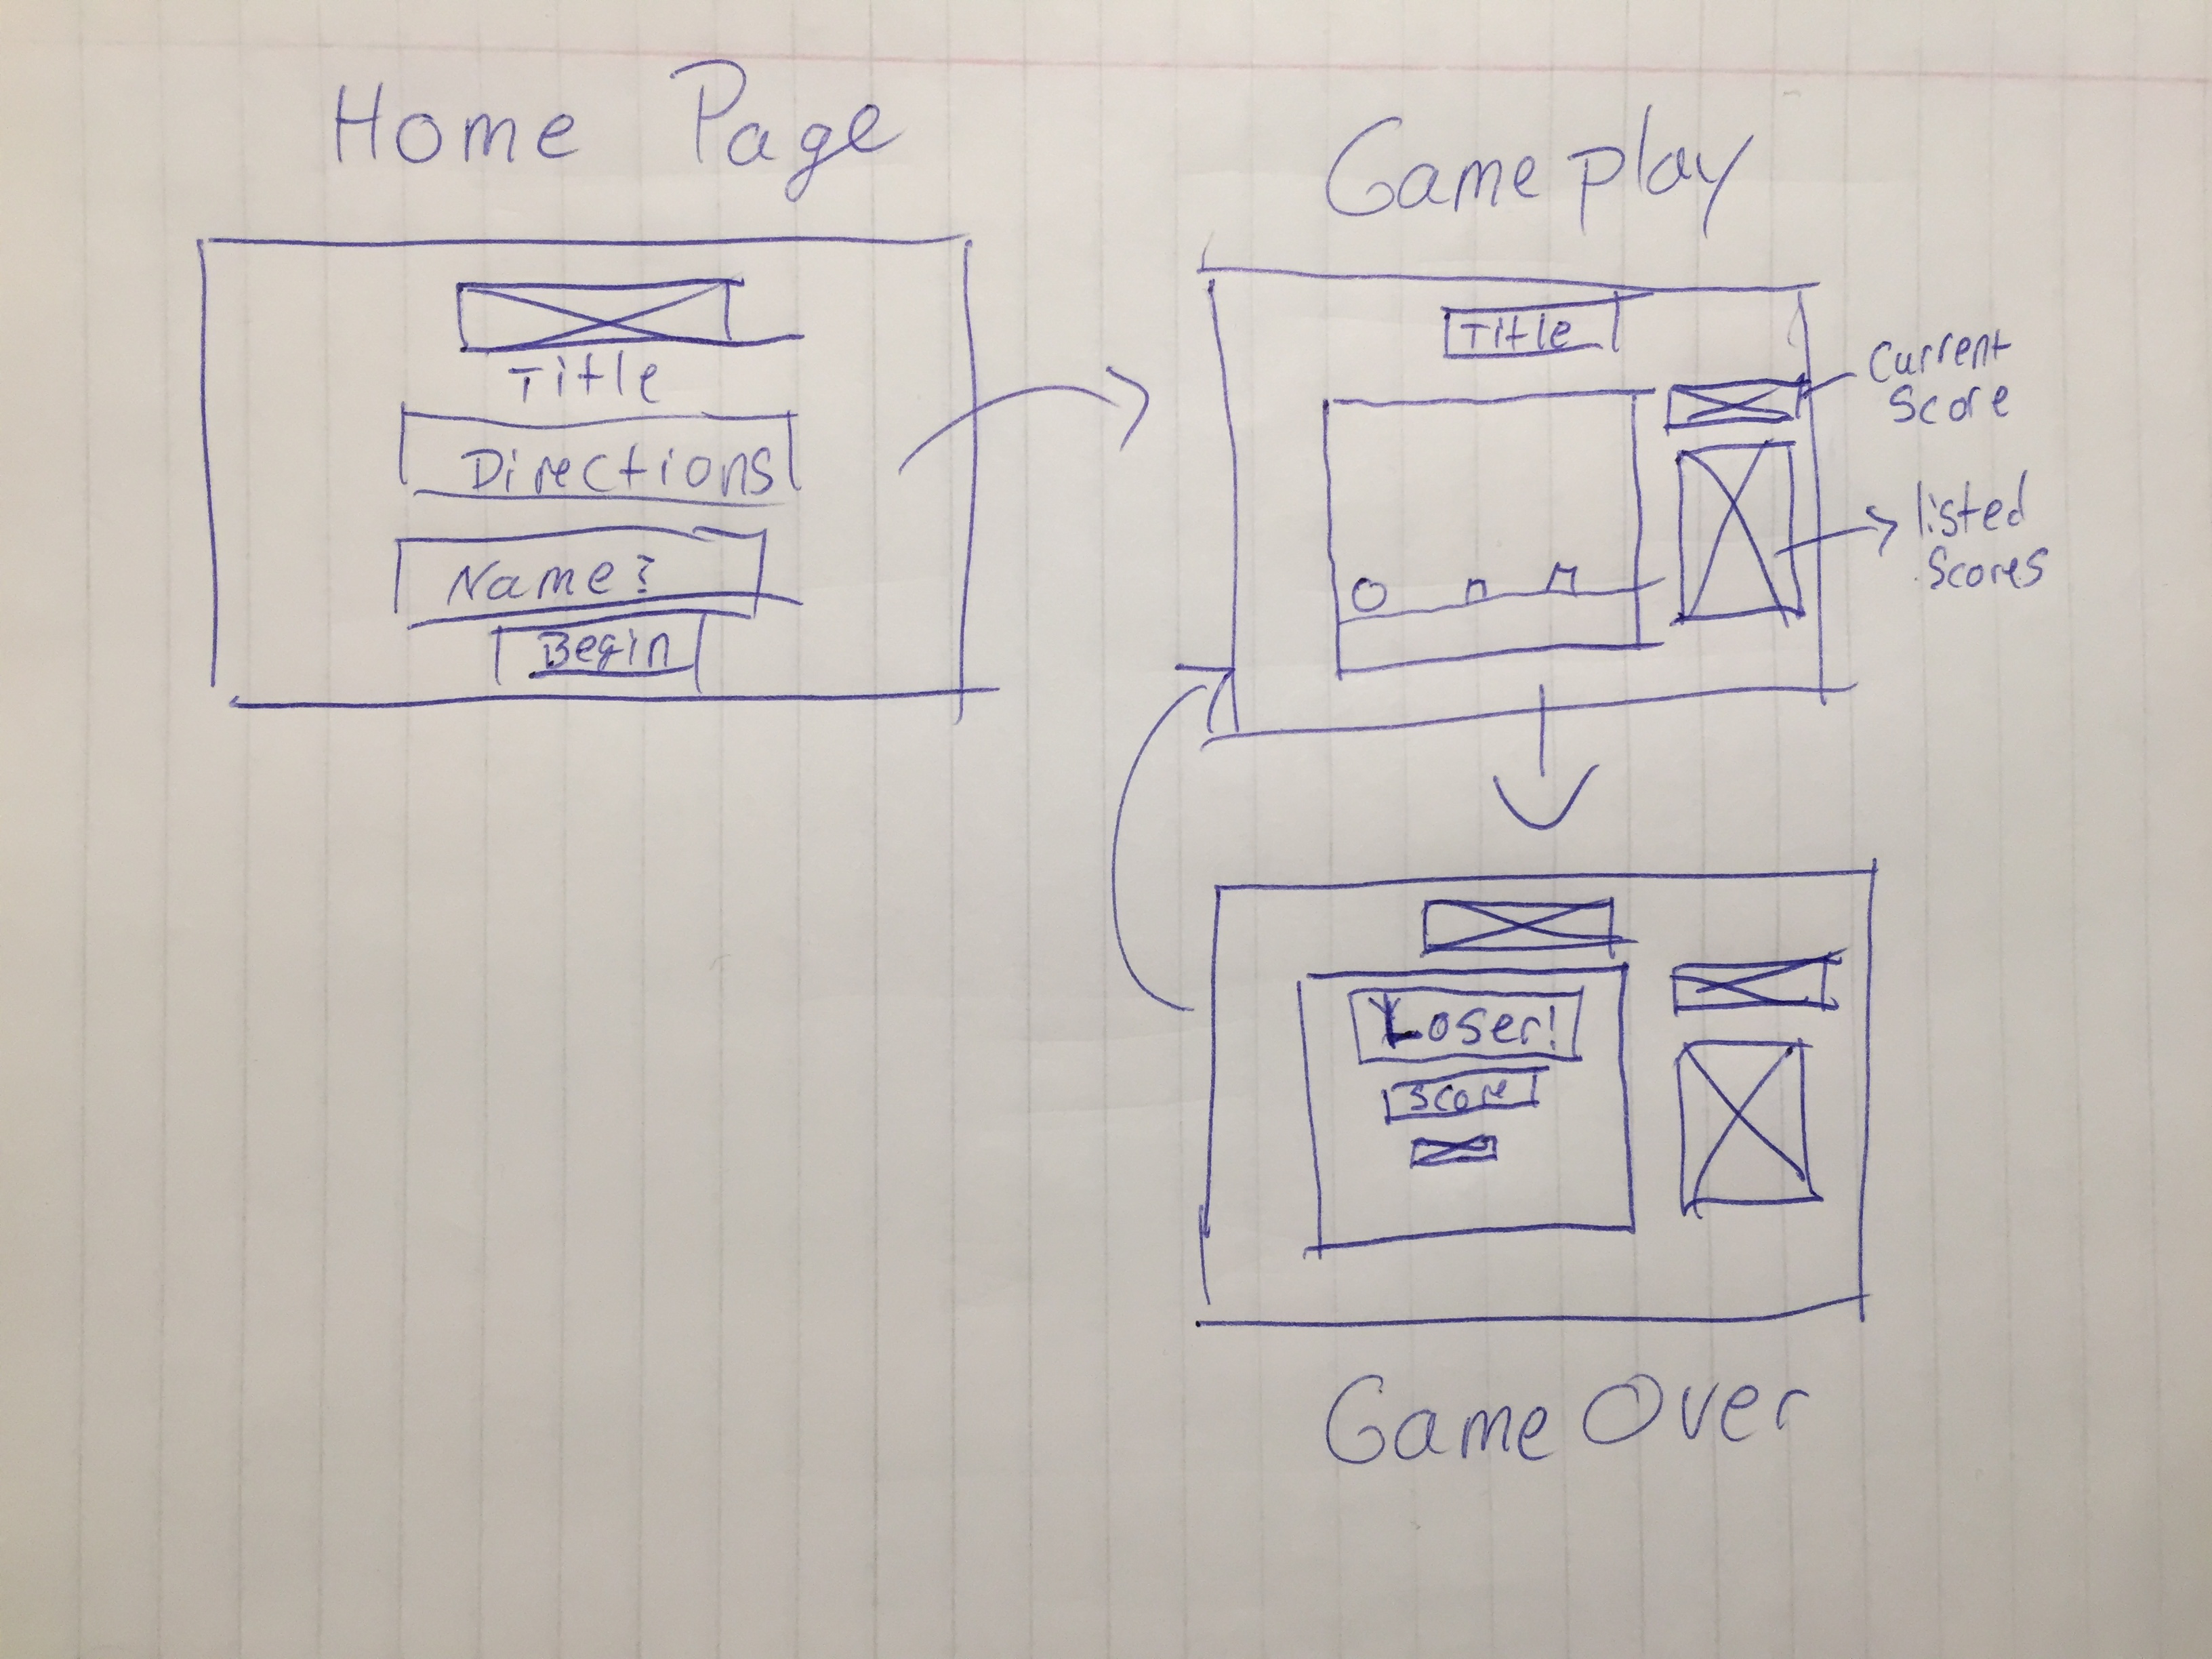 Home Page
Title
Directions
Name?
Begin
Game play
Title
Current
Score
listed
Scores
Loser!
Score
Game Over